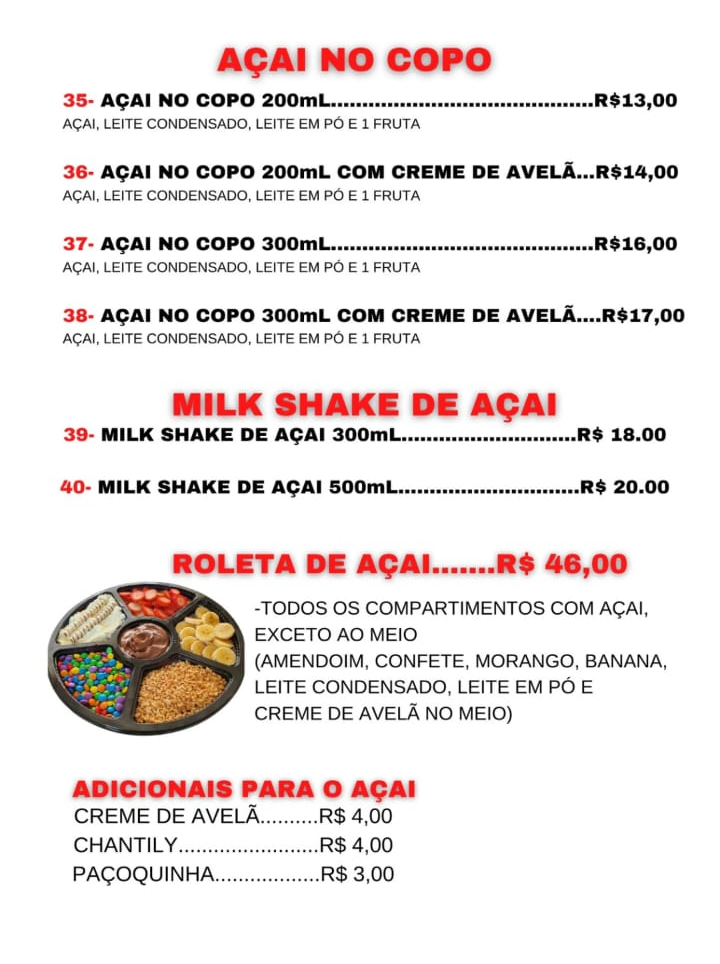 AÇAI NO COPO
35- AÇAI NO COPO 200mL..........................................R$13,00
AÇAI, LEITE CONDENSADO, LEITE EM PÓ E 1 FRUTA
36- AÇAI NO COPO 200mL COM CREME DE AVELÃ...R$14,00
AÇAI, LEITE CONDENSADO, LEITE EM PÓ E 1 FRUTA
37- AÇAI NO COPO 300mL..........................................R$16,00
AÇAI, LEITE CONDENSADO, LEITE EM PÓ E 1 FRUTA
38- AÇAI NO COPO 300mL COM CREME DE AVELÃ....R$17,00
AÇAI, LEITE CONDENSADO, LEITE EM PÓ E 1 FRUTA
MILK SHAKE DE AÇAI
39- MILK SHAKE DE AÇAI 300mL............................R$ 18.00
40- MILK SHAKE DE AÇAI 500mL.............................R$ 20.00
ROLETA DE AÇAI.......R$ 46,00
-TODOS OS COMPARTIMENTOS COM AÇAI,
EXCETO AO MEIO
(AMENDOIM, CONFETE, MORANGO, BANANA,
LEITE CONDENSADO, LEITE EM PÓ E
CREME DE AVELÃ NO MEIO)
ADICIONAIS PARA O AÇAI
CREME DE AVELÃ..........R$ 4,00
CHANTILY........................R$ 4,00
PAÇOQUINHA..................R$ 3,00